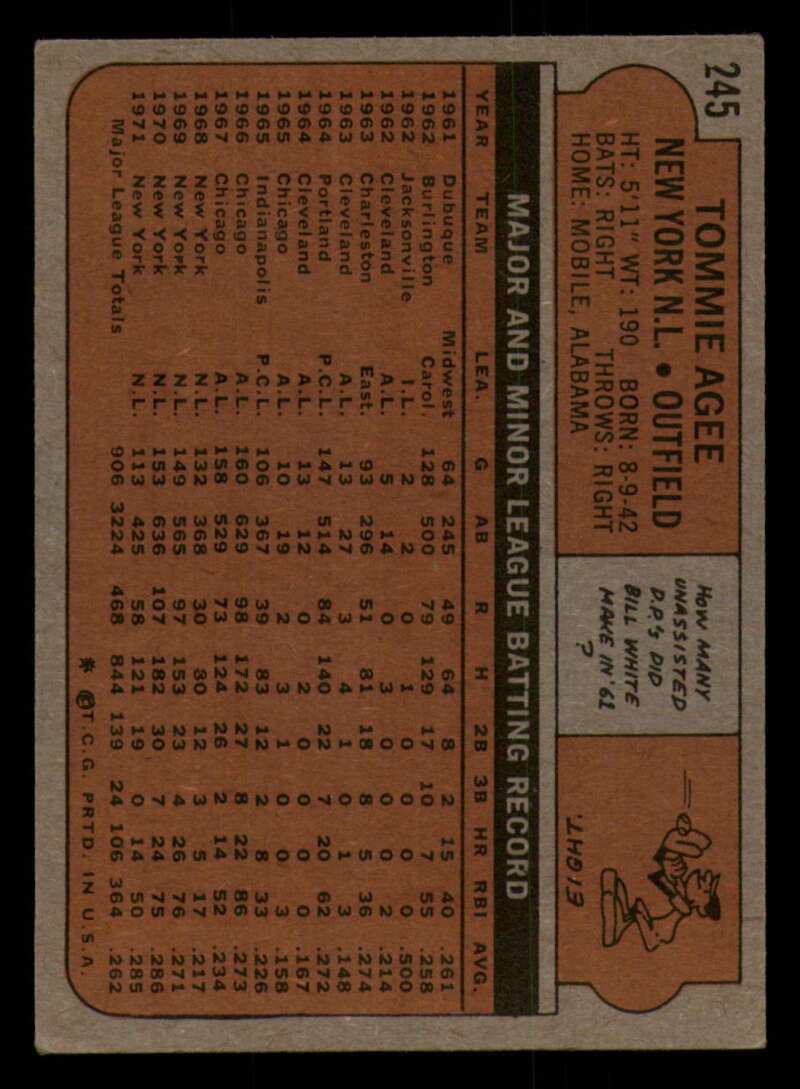 245
TOMMIE AGEE
NEW YORK N.L. • OUTFIELD
HT: 5'11" WT: 190 BORN: 8-9-42
BATS: RIGHT THROWS: RIGHT
HOME: MOBILE, ALABAMA
HOW MANY
UNASSISTED
D.P.'S DID
BILL WHITE
MAKE IN '61
?
EIGHT.
MAJOR AND MINOR LEAGUE BATTING RECORD
YEAR TEAM LEA. G AB R H 2B 3B HR RBI AVG.
1961 Dubuque Midwest 64 245 49 64 8 2 15 40 .261
1962 Burlington Carol. 128 500 79 129 17 10 7 55 .258
1962 Jacksonville I.L. 2 2 0 1 0 0 0 0 .500
1962 Cleveland A.L. 5 14 0 3 0 0 0 2 .214
1963 Charleston East. 93 296 51 81 18 8 5 36 .274
1963 Cleveland A.L. 13 27 3 4 1 0 1 3 .148
1964 Portland P.C.L. 147 514 84 140 22 7 20 62 .272
1964 Cleveland A.L. 13 12 0 2 0 0 0 0 .167
1965 Chicago A.L. 10 19 2 3 1 0 0 3 .158
1965 Indianapolis P.C.L. 106 367 39 83 12 2 8 33 .226
1966 Chicago A.L. 160 629 98 172 27 8 22 86 .273
1967 Chicago A.L. 158 529 73 124 26 2 14 52 .234
1968 New York N.L. 132 368 30 80 12 3 5 17 .217
1969 New York N.L. 149 565 97 153 23 4 26 76 .271
1970 New York N.L. 153 636 107 182 30 7 24 75 .286
1971 New York N.L. 113 425 58 121 19 0 14 50 .285
Major League Totals 906 3224 468 844 139 24 106 364 .262
* ©T.C.G. PRTD. IN U.S.A.